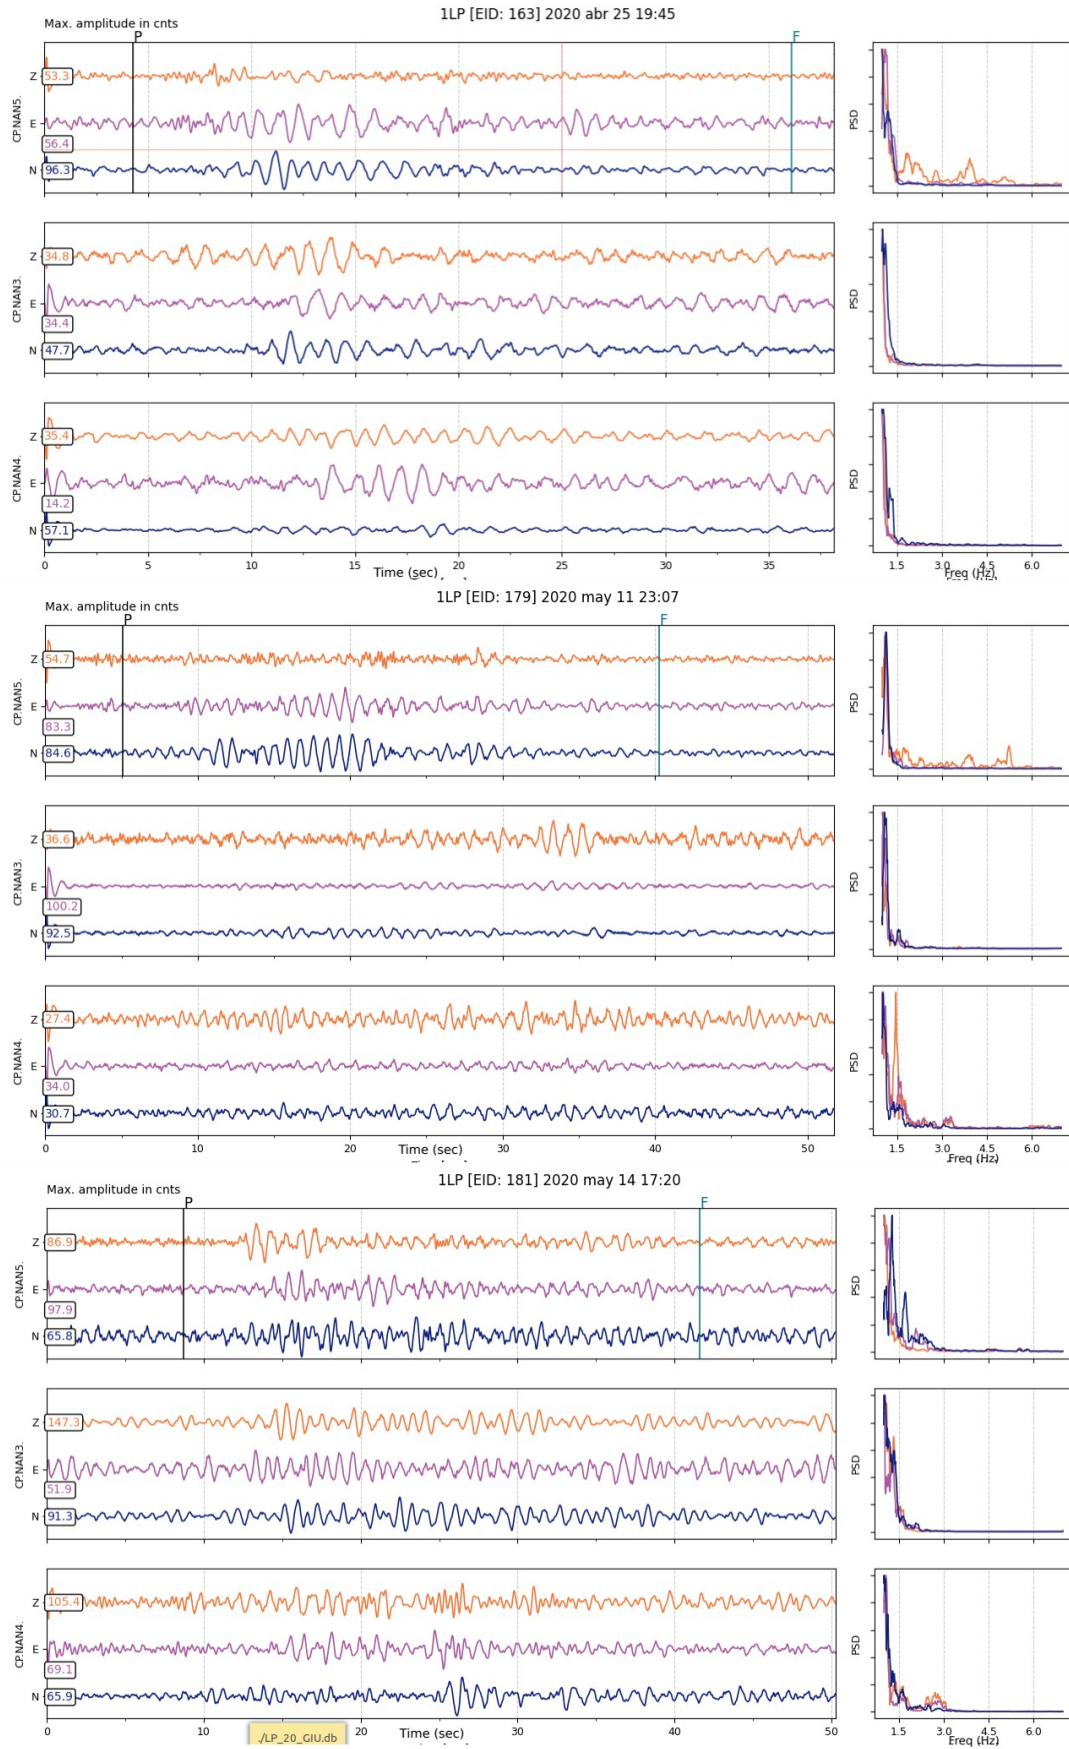 1LP [EID: 163] 2020 abr 25 19:45
Max. amplitude in cnts
P
F
CP.NAN5.
Z
53.3
E
56.4
N
96.3
PSD
CP.NAN3.
Z
34.8
E
34.4
N
47.7
PSD
CP.NAN4.
Z
35.4
E
14.2
N
57.1
PSD
0 5 10 15 20 25 30 35
Time (sec)
1.5 3.0 4.5 6.0
Freq (Hz)
1LP [EID: 179] 2020 may 11 23:07
Max. amplitude in cnts
P
F
CP.NAN5.
Z
54.7
E
83.3
N
84.6
PSD
CP.NAN3.
Z
36.6
E
100.2
N
92.5
PSD
CP.NAN4.
Z
27.4
E
34.0
N
30.7
PSD
0 10 20 30 40 50
Time (sec)
1.5 3.0 4.5 6.0
Freq (Hz)
1LP [EID: 181] 2020 may 14 17:20
Max. amplitude in cnts
P
F
CP.NAN5.
Z
86.9
E
97.9
N
65.8
PSD
CP.NAN3.
Z
147.3
E
51.9
N
91.3
PSD
CP.NAN4.
Z
105.4
E
69.1
N
65.9
PSD
0 10 20 30 40 50
Time (sec)
1.5 3.0 4.5 6.0
Freq (Hz)
./LP_20_GIU.db